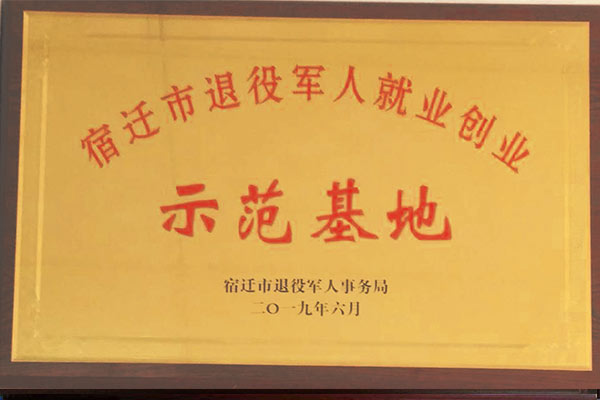 宿迁市退役军人就业创业
示范基地
宿迁市退役军人事务局
二〇一九年六月